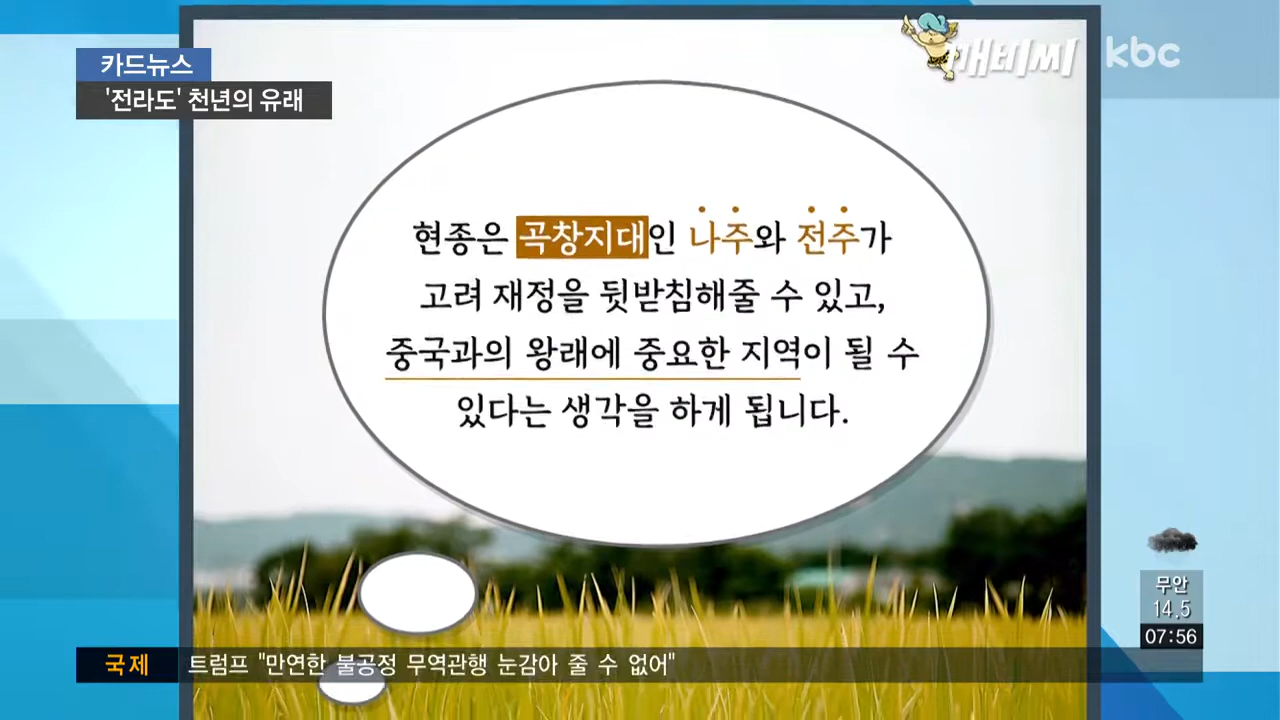 카드뉴스
'전라도' 천년의 유래
kbc
현종은 곡창지대인 나주와 전주가
고려 재정을 뒷받침해줄 수 있고,
중국과의 왕래에 중요한 지역이 될 수
있다는 생각을 하게 됩니다.
무안
14.5
07:56
국제 트럼프 "만연한 불공정 무역관행 눈감아 줄 수 없어"